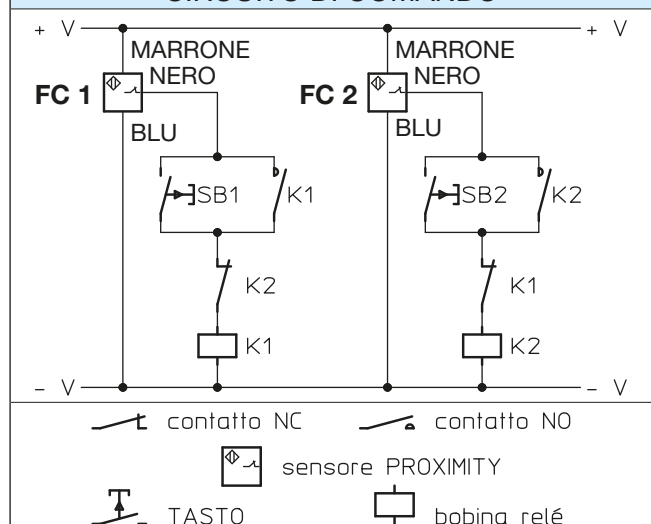 + V + V
MARRONE MARRONE
NERO NERO
FC 1 FC 2
BLU BLU
SB1 K1 SB2 K2
K2 K1
K1 K2
- V - V
contatto NC contatto NO
sensore PROXIMITY
TASTO bobina relé